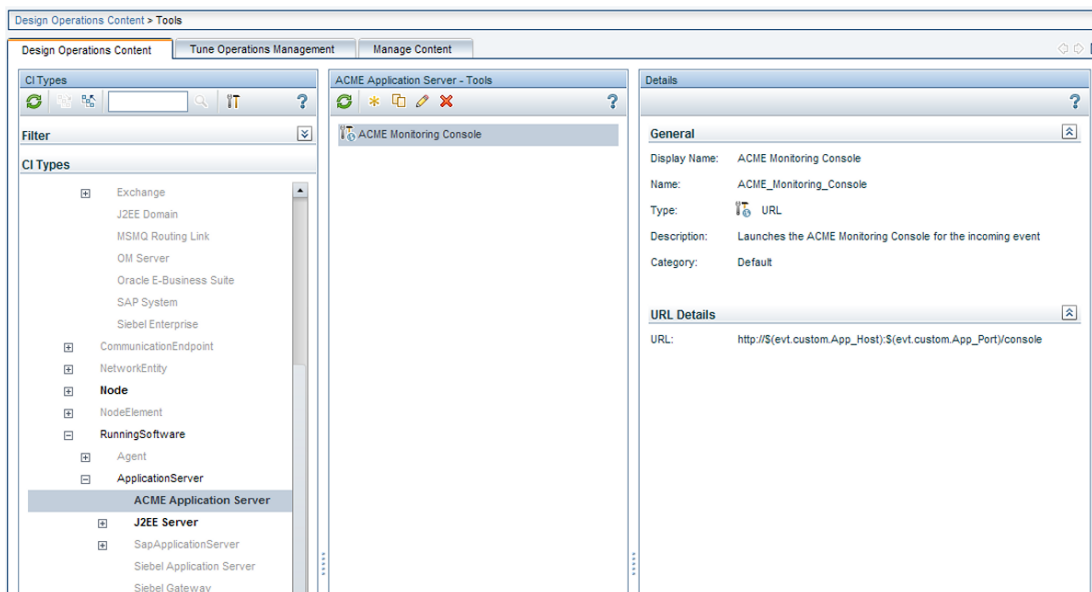 Design Operations Content > Tools
Design Operations Content
Tune Operations Management
Manage Content
CI Types
?
Filter
CI Types
Exchange
J2EE Domain
MSMQ Routing Link
OM Server
Oracle E-Business Suite
SAP System
Siebel Enterprise
CommunicationEndpoint
NetworkEntity
Node
NodeElement
RunningSoftware
Agent
ApplicationServer
ACME Application Server
J2EE Server
SapApplicationServer
Siebel Application Server
Siebel Gateway
ACME Application Server - Tools
?
ACME Monitoring Console
Details
?
General
Display Name: ACME Monitoring Console
Name: ACME_Monitoring_Console
Type: URL
Description: Launches the ACME Monitoring Console for the incoming event
Category: Default
URL Details
URL: http://$(evt.custom.App_Host):$(evt.custom.App_Port)/console